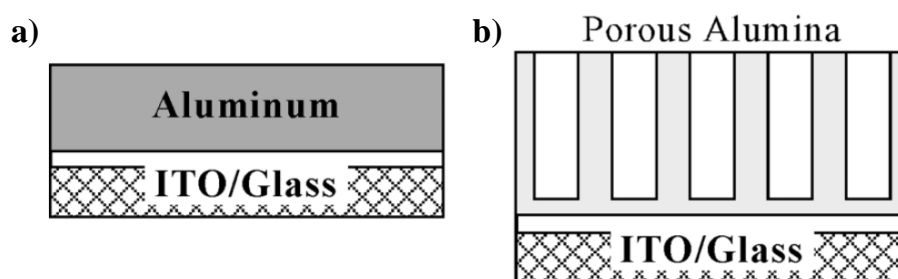 a)
Aluminum
ITO/Glass
b)
Porous Alumina
ITO/Glass